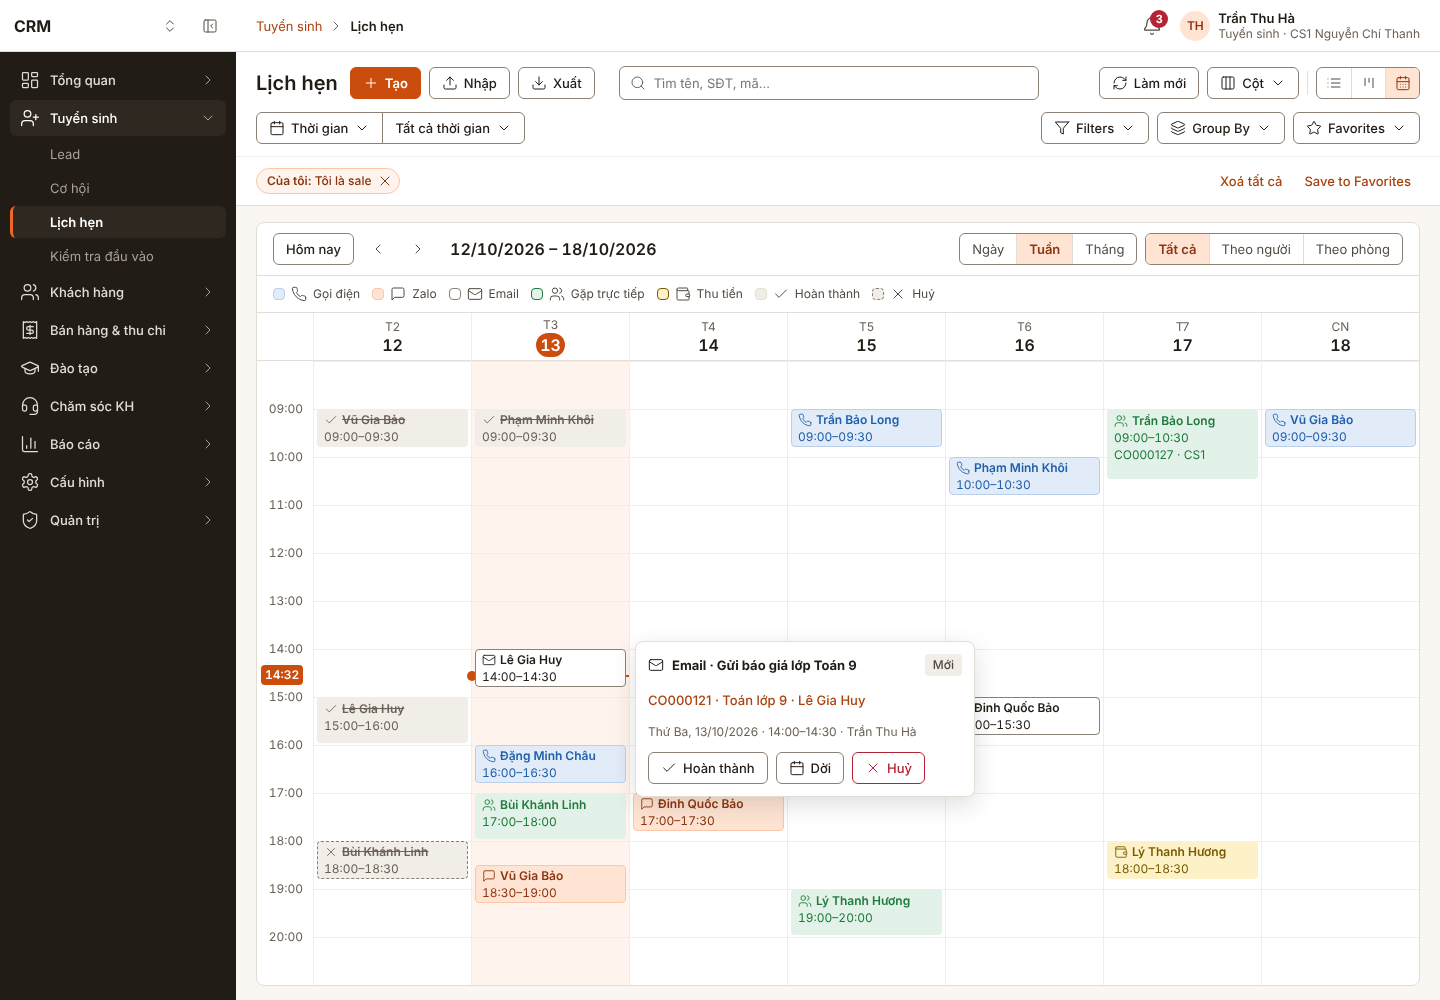 CRM
Tuyển sinh > Lịch hẹn
3
TH
Trần Thu Hà
Tuyển sinh · CS1 Nguyễn Chí Thanh
Tổng quan
Tuyển sinh
Lead
Cơ hội
Lịch hẹn
Kiểm tra đầu vào
Khách hàng
Bán hàng & thu chi
Đào tạo
Chăm sóc KH
Báo cáo
Cấu hình
Quản trị
Lịch hẹn
Tạo
Nhập
Xuất
Tìm tên, SĐT, mã...
Làm mới
Cột
Thời gian
Tất cả thời gian
Filters
Group By
Favorites
Của tôi: Tôi là sale
Xoá tất cả
Save to Favorites
Hôm nay
12/10/2026 – 18/10/2026
Ngày
Tuần
Tháng
Tất cả
Theo người
Theo phòng
Gọi điện
Zalo
Email
Gặp trực tiếp
Thu tiền
Hoàn thành
Huỷ
T2
12
T3
13
T4
14
T5
15
T6
16
T7
17
CN
18
09:00
10:00
11:00
12:00
13:00
14:00
14:32
15:00
16:00
17:00
18:00
19:00
20:00
Vũ Gia Bảo
09:00–09:30
Lê Gia Huy
15:00–16:00
Bùi Khánh Linh
18:00–18:30
Phạm Minh Khôi
09:00–09:30
Lê Gia Huy
14:00–14:30
Đặng Minh Châu
16:00–16:30
Bùi Khánh Linh
17:00–18:00
Vũ Gia Bảo
18:30–19:00
Email · Gửi báo giá lớp Toán 9
Mới
CO000121 · Toán lớp 9 · Lê Gia Huy
Thứ Ba, 13/10/2026 · 14:00–14:30 · Trần Thu Hà
Hoàn thành
Dời
Huỷ
Đinh Quốc Bảo
17:00–17:30
Trần Bảo Long
09:00–09:30
Lý Thanh Hương
19:00–20:00
Phạm Minh Khôi
10:00–10:30
Đinh Quốc Bảo
00–15:30
Trần Bảo Long
09:00–10:30
CO000127 · CS1
Lý Thanh Hương
18:00–18:30
Vũ Gia Bảo
09:00–09:30